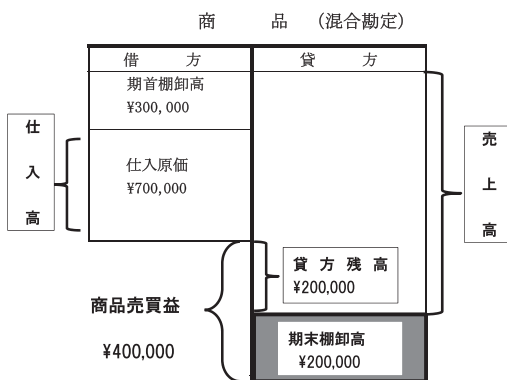 商　品　（混合勘定）
借　方
貸　方
期首棚卸高
¥300,000
仕入高
仕入原価
¥700,000
売上高
貸方残高
¥200,000
商品売買益
¥400,000
期末棚卸高
¥200,000